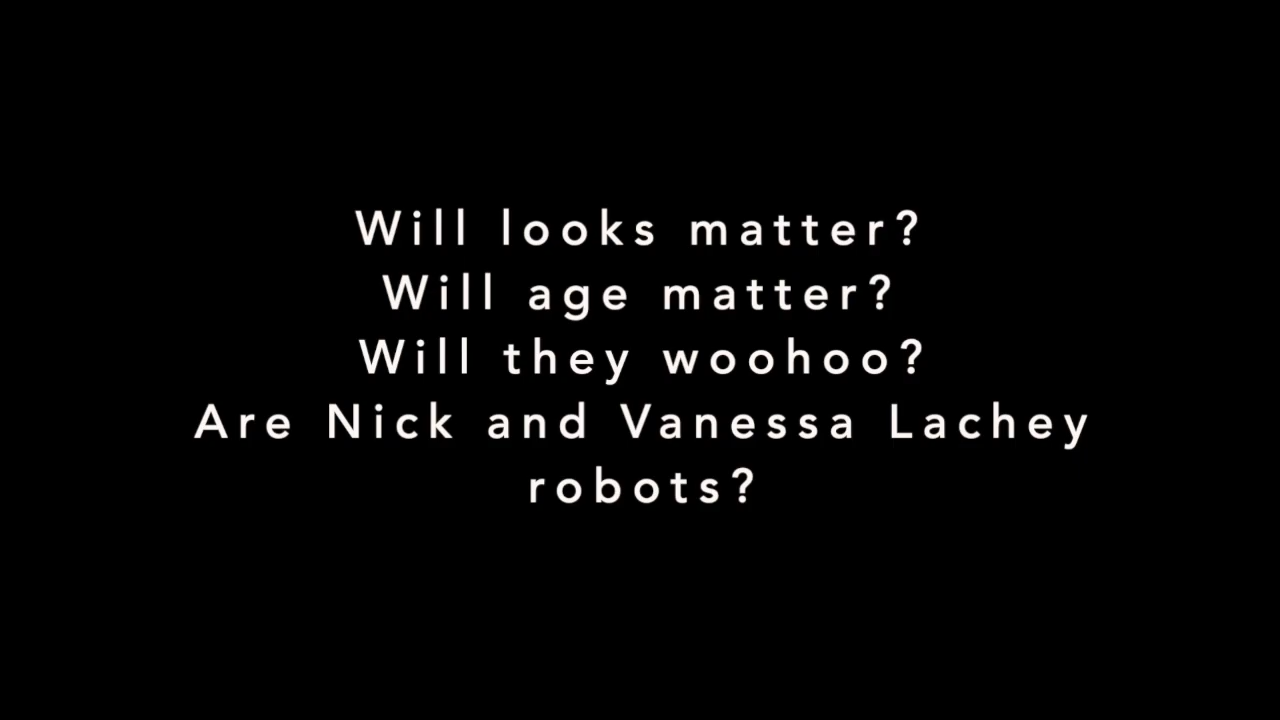 Will looks matter?
Will age matter?
Will they woohoo?
Are Nick and Vanessa Lachey
robots?